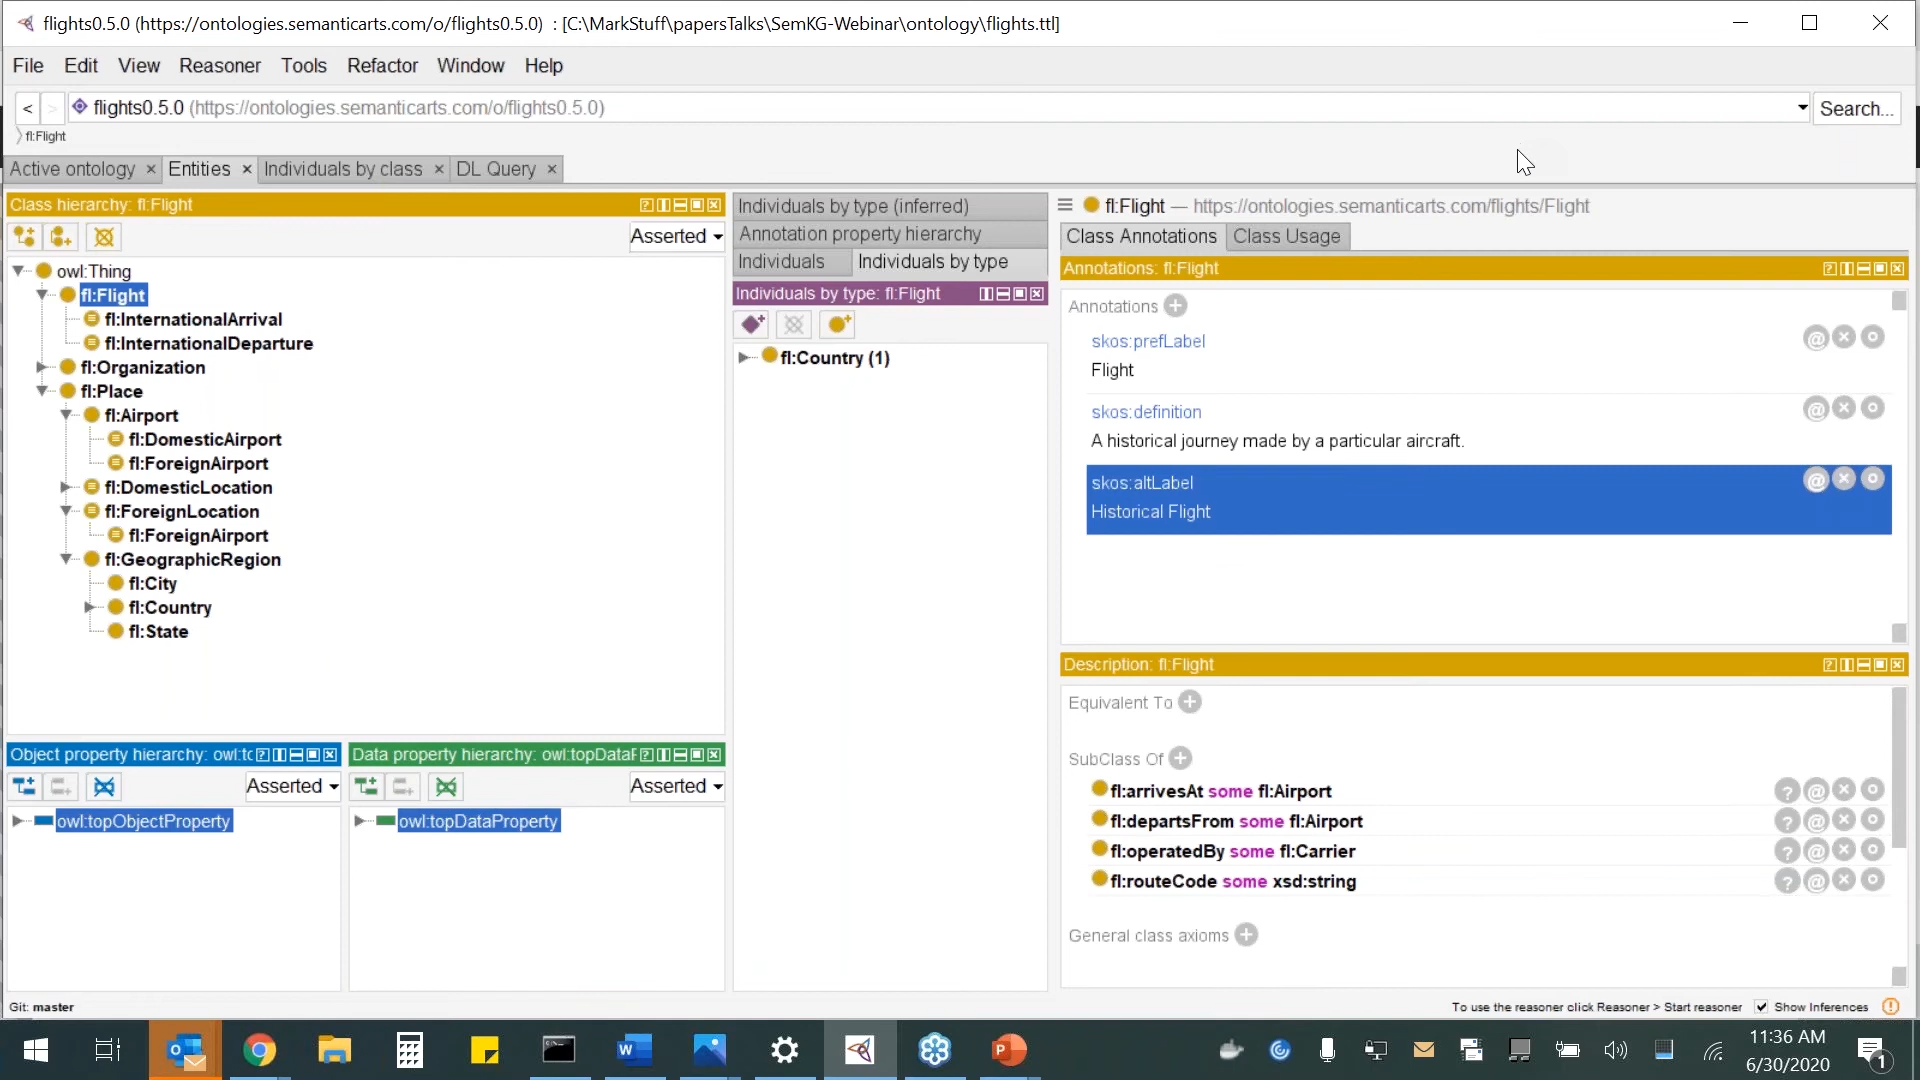 flights0.5.0 (https://ontologies.semanticarts.com/o/flights0.5.0) : [C:\MarkStuff\papersTalks\SemKG-Webinar\ontology\flights.ttl]
File Edit View Reasoner Tools Refactor Window Help
< > flights0.5.0 (https://ontologies.semanticarts.com/o/flights0.5.0) Search...
fl:Flight
Active ontology × Entities × Individuals by class × DL Query ×
Class hierarchy: fl:Flight
Asserted
owl:Thing
fl:Flight
fl:InternationalArrival
fl:InternationalDeparture
fl:Organization
fl:Place
fl:Airport
fl:DomesticAirport
fl:ForeignAirport
fl:DomesticLocation
fl:ForeignLocation
fl:ForeignAirport
fl:GeographicRegion
fl:City
fl:Country
fl:State
Object property hierarchy: owl:tc
Asserted
owl:topObjectProperty
Data property hierarchy: owl:topDataF
Asserted
owl:topDataProperty
Individuals by type (inferred)
Annotation property hierarchy
Individuals Individuals by type
Individuals by type: fl:Flight
fl:Country (1)
fl:Flight — https://ontologies.semanticarts.com/flights/Flight
Class Annotations Class Usage
Annotations: fl:Flight
Annotations
skos:prefLabel
Flight
skos:definition
A historical journey made by a particular aircraft.
skos:altLabel
Historical Flight
Description: fl:Flight
Equivalent To
SubClass Of
fl:arrivesAt some fl:Airport
fl:departsFrom some fl:Airport
fl:operatedBy some fl:Carrier
fl:routeCode some xsd:string
General class axioms
Git: master
To use the reasoner click Reasoner > Start reasoner Show Inferences
11:36 AM
6/30/2020
1